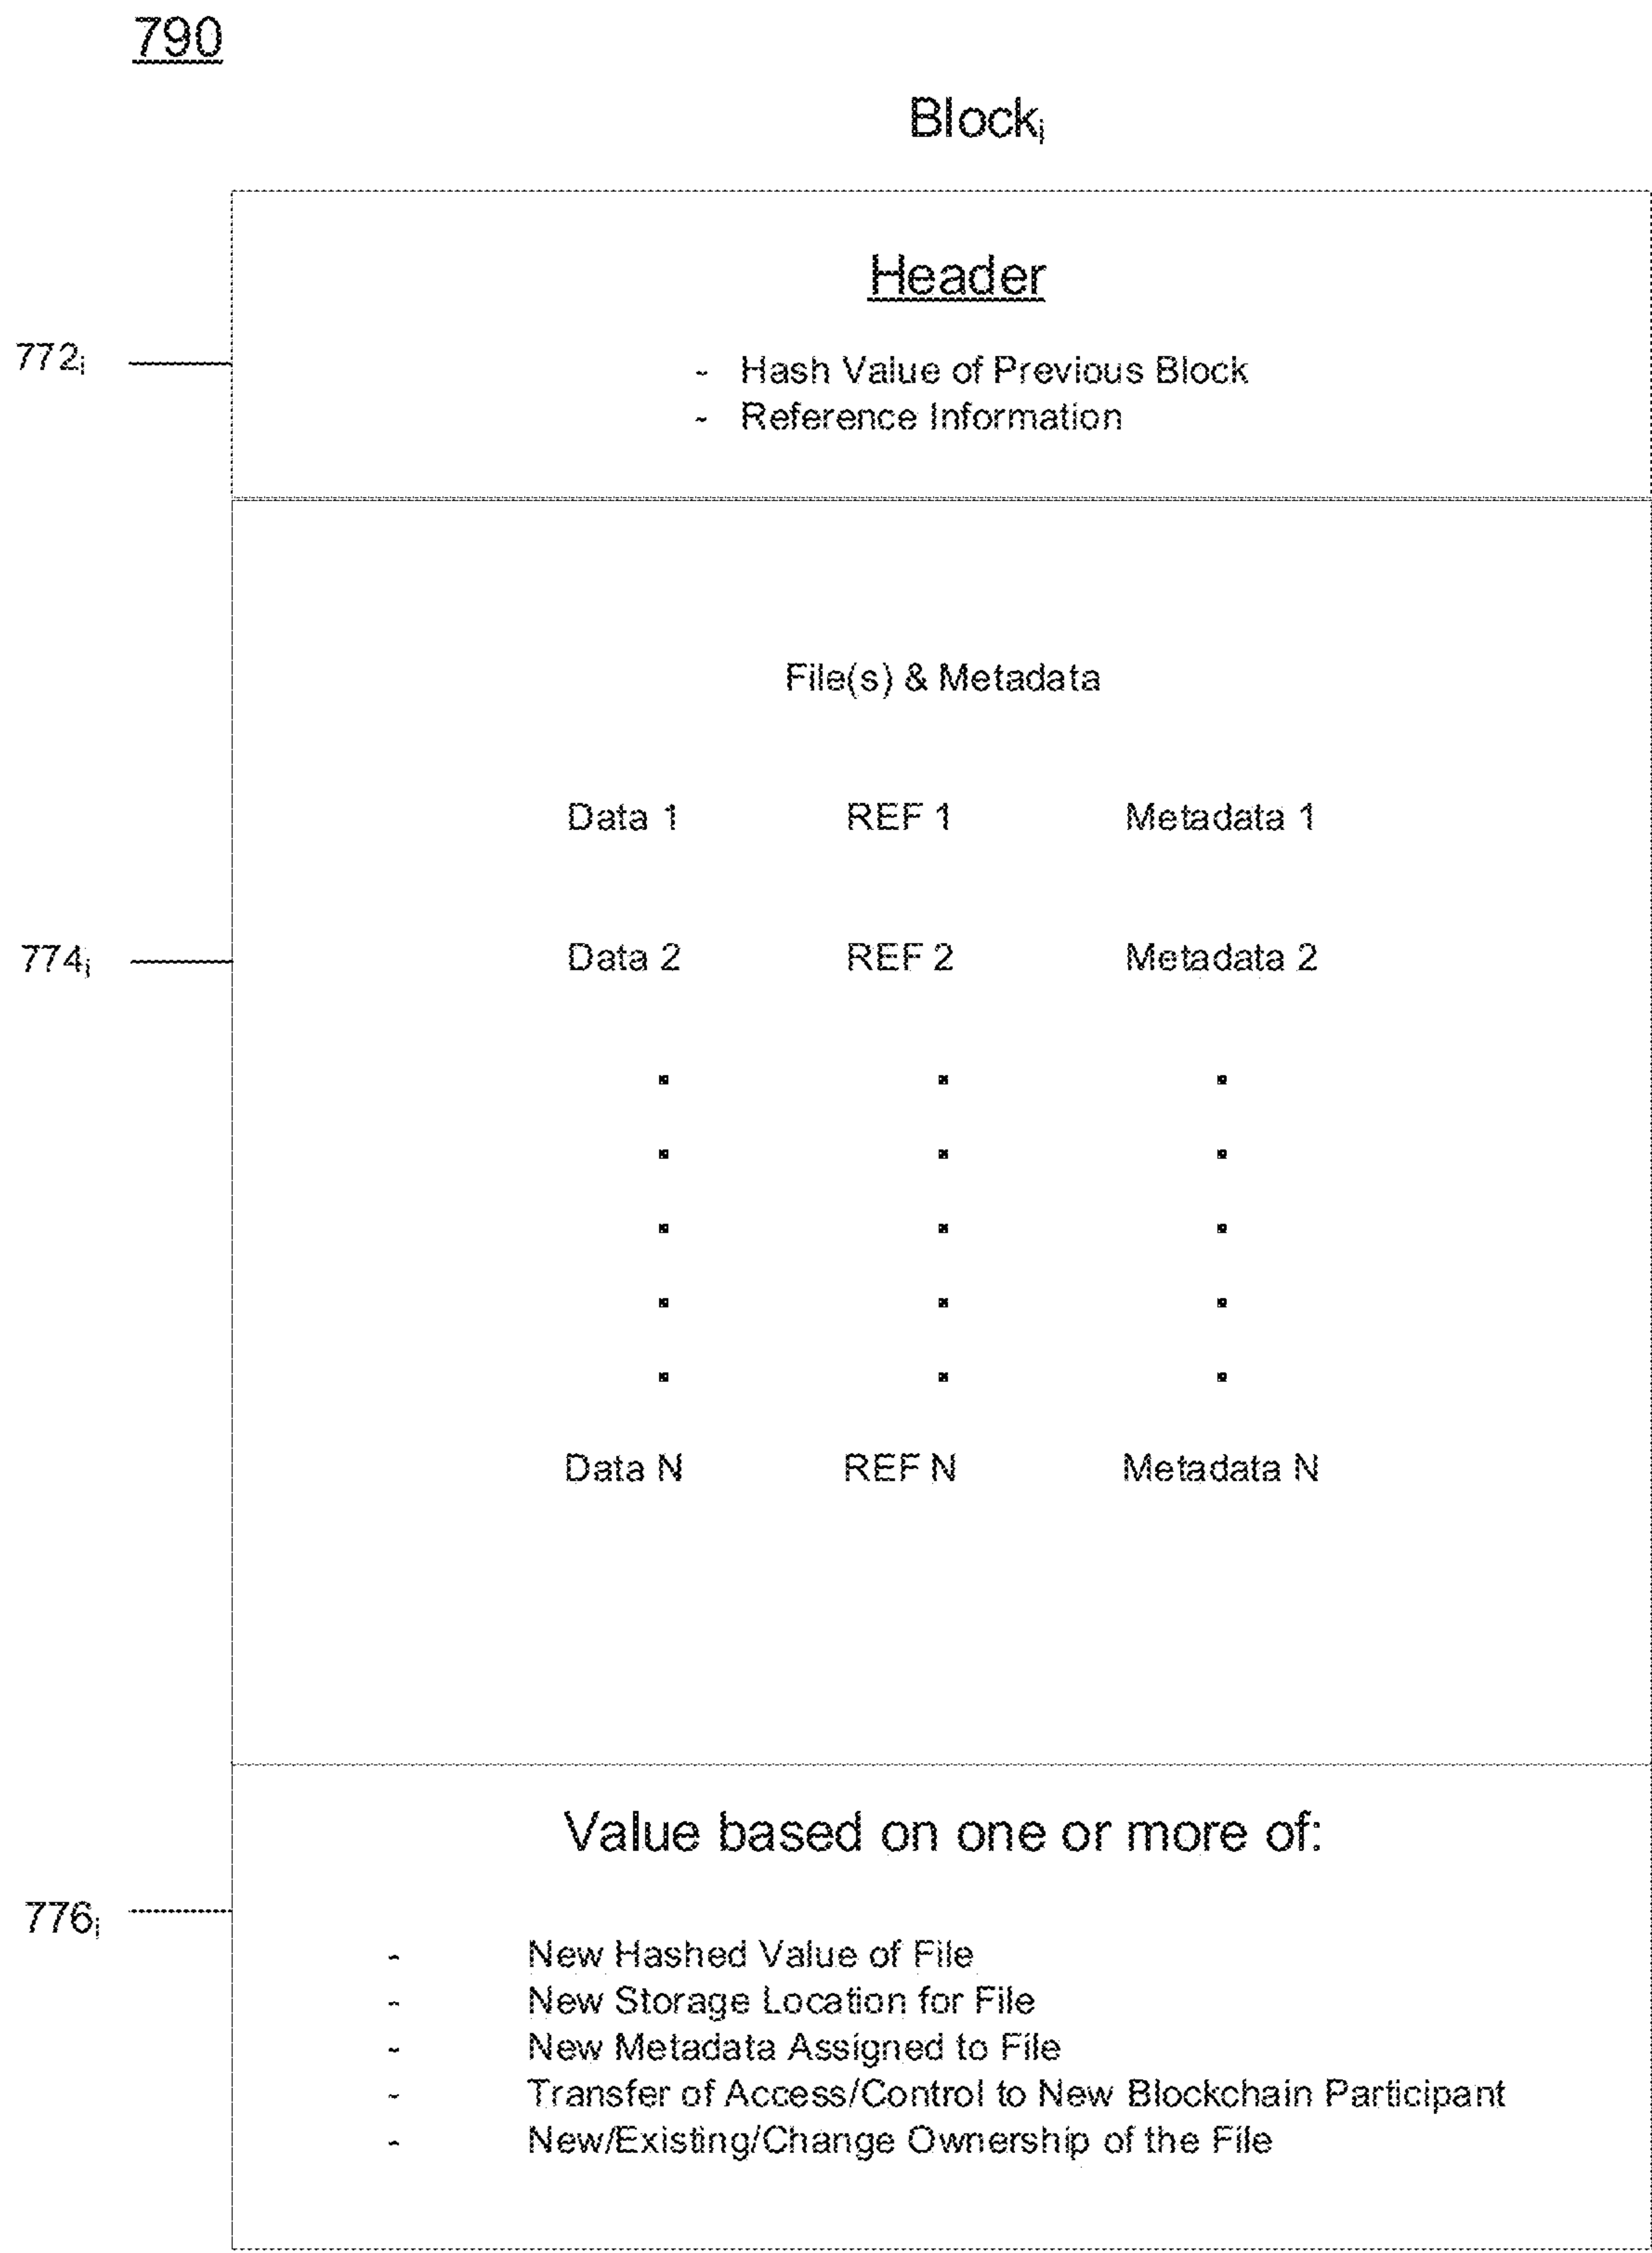 790
Blockᵢ
Header
772ᵢ
- Hash Value of Previous Block
- Reference Information
File(s) & Metadata
Data 1 REF 1 Metadata 1
774ᵢ Data 2 REF 2 Metadata 2
Data N REF N Metadata N
Value based on one or more of:
776ᵢ
- New Hashed Value of File
- New Storage Location for File
- New Metadata Assigned to File
- Transfer of Access/Control to New Blockchain Participant
- New/Existing/Change Ownership of the File